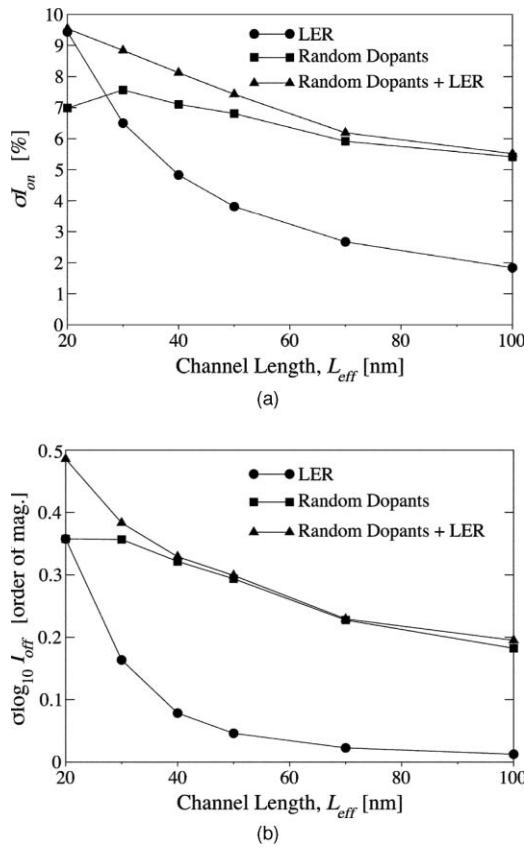 10
9
8
7
6
5
4
3
2
1
0
σI_on [%]
LER
Random Dopants
Random Dopants + LER
20 40 60 80 100
Channel Length, L_eff [nm]
(a)
0.5
0.4
0.3
0.2
0.1
0
σlog₁₀ I_off [order of mag.]
LER
Random Dopants
Random Dopants + LER
20 40 60 80 100
Channel Length, L_eff [nm]
(b)